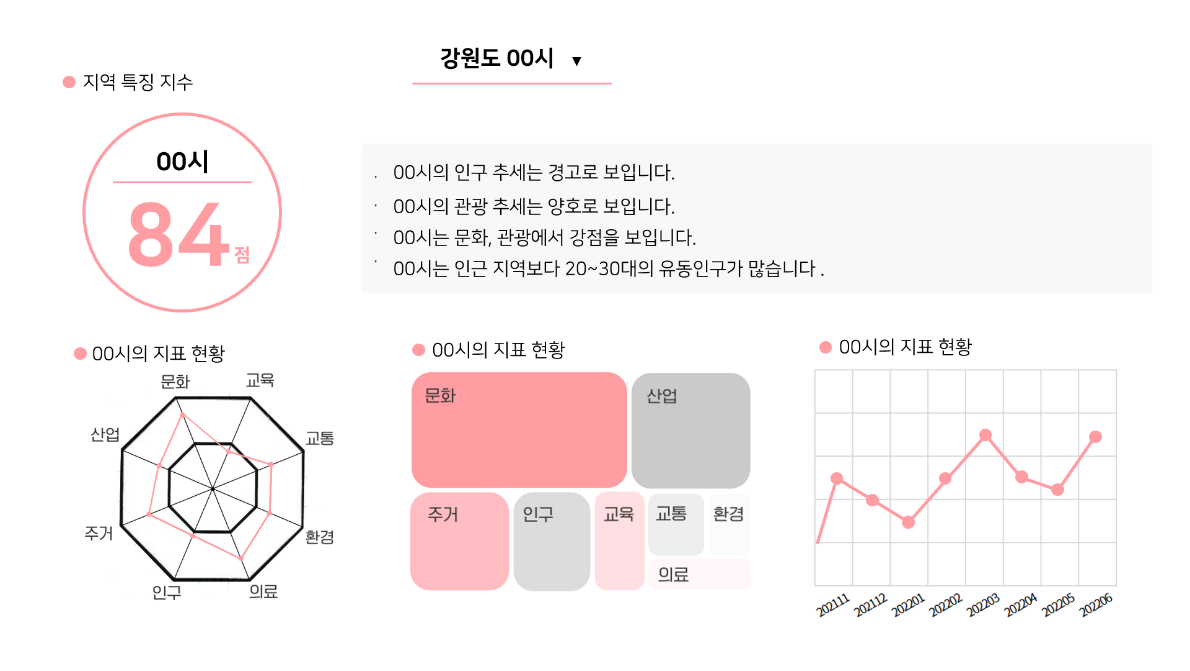 강원도 00시 ▼
지역 특징 지수
00시
84점
00시의 인구 추세는 경고로 보입니다.
00시의 관광 추세는 양호로 보입니다.
00시는 문화, 관광에서 강점을 보입니다.
00시는 인근 지역보다 20~30대의 유동인구가 많습니다 .
00시의 지표 현황
문화
교육
산업
교통
주거
환경
인구
의료
00시의 지표 현황
문화
산업
주거
인구
교육
교통
환경
의료
00시의 지표 현황
202111
202112
202201
202202
202203
202204
202205
202206